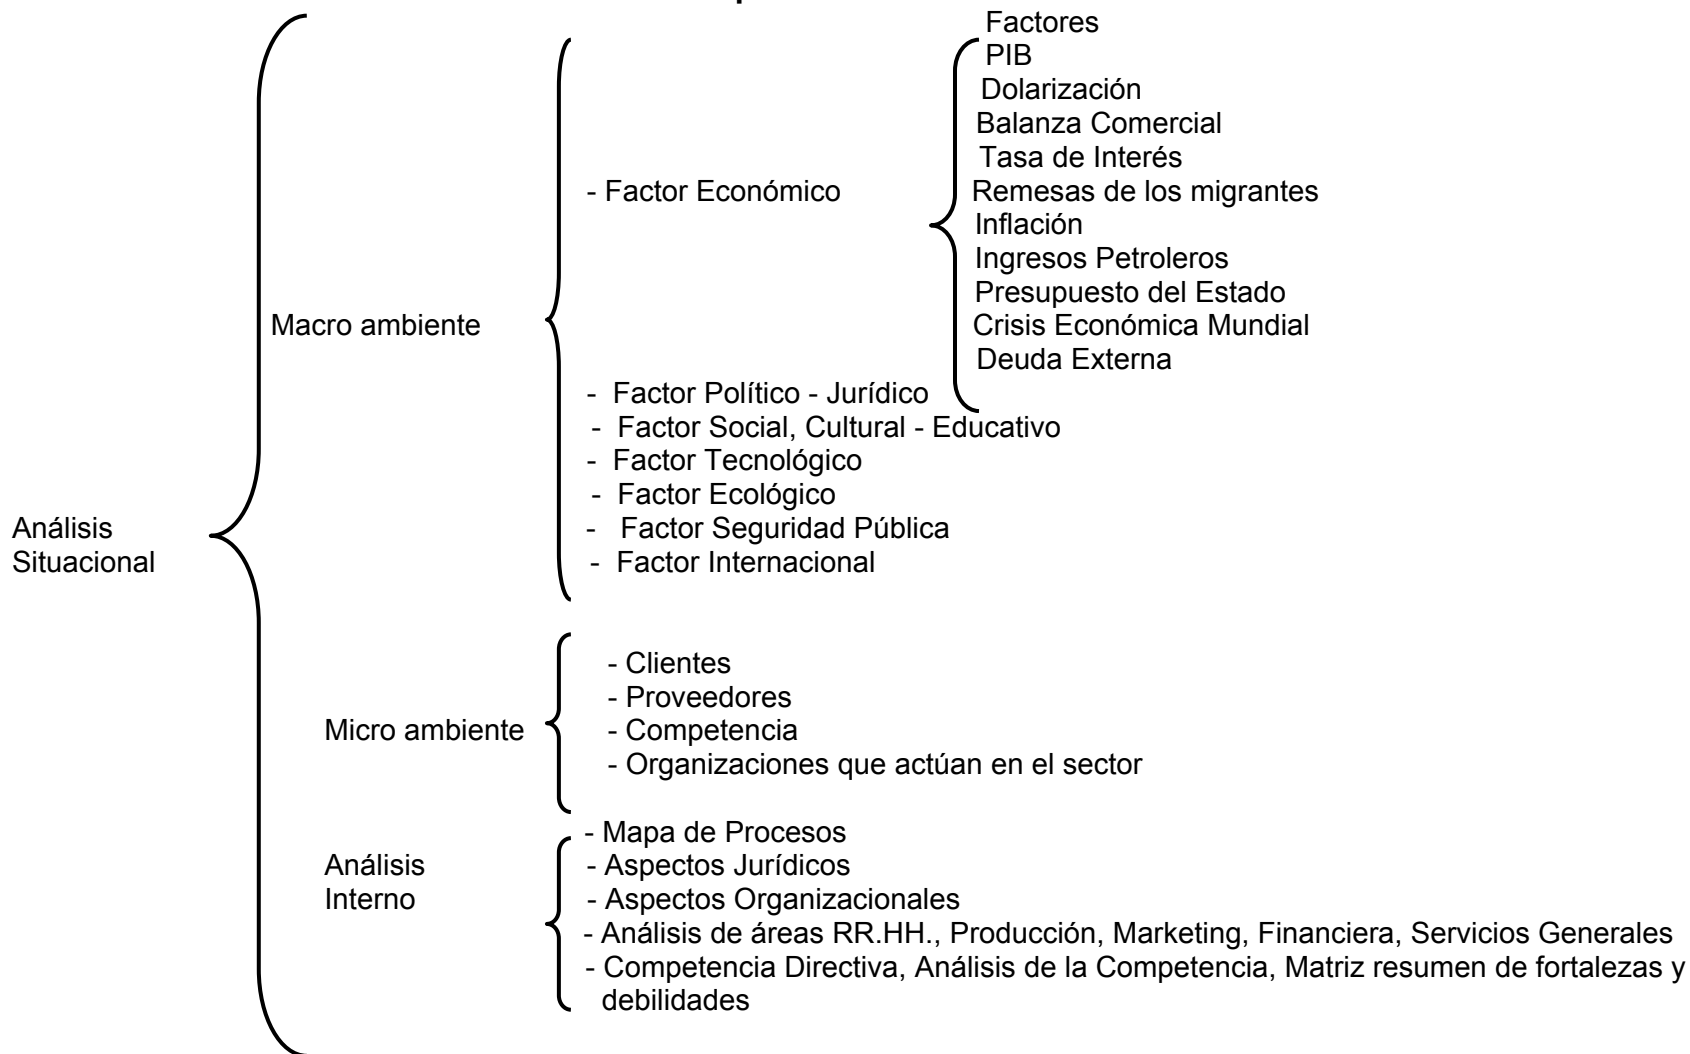 Factores
PIB
Dolarización
Balanza Comercial
Tasa de Interés
- Factor Económico
Remesas de los migrantes
Inflación
Ingresos Petroleros
Presupuesto del Estado
Macro ambiente
Crisis Económica Mundial
Deuda Externa
- Factor Político - Jurídico
- Factor Social, Cultural - Educativo
- Factor Tecnológico
- Factor Ecológico
Análisis
Situacional
- Factor Seguridad Pública
- Factor Internacional
- Clientes
- Proveedores
Micro ambiente
- Competencia
- Organizaciones que actúan en el sector
- Mapa de Procesos
Análisis
Interno
- Aspectos Jurídicos
- Aspectos Organizacionales
- Análisis de áreas RR.HH., Producción, Marketing, Financiera, Servicios Generales
- Competencia Directiva, Análisis de la Competencia, Matriz resumen de fortalezas y
debilidades